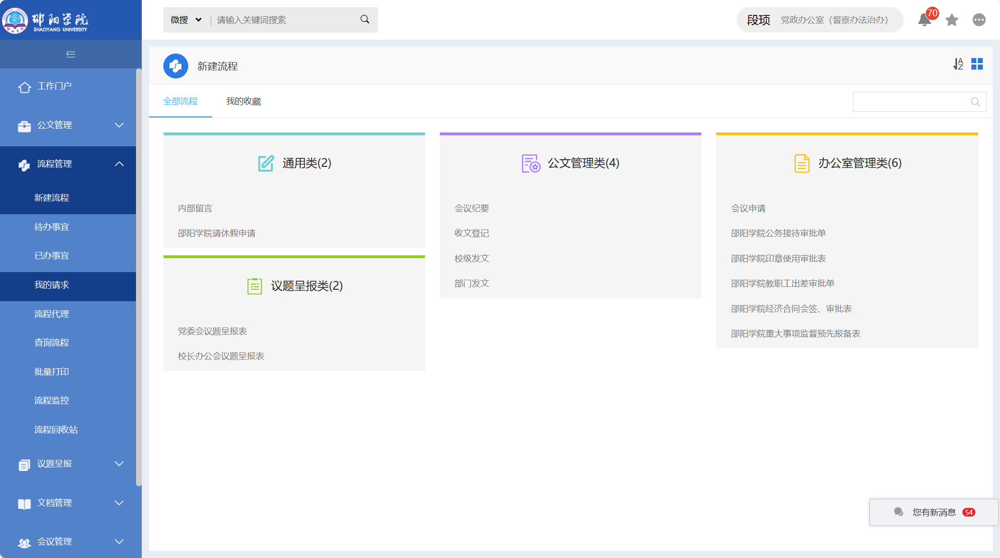 邵阳学院
SHAOYANG UNIVERSITY
微搜
请输入关键词搜索
段顼
党政办公室（督察办法治办）
70
新建流程
全部流程
我的收藏
工作门户
公文管理
流程管理
新建流程
待办事宜
已办事宜
我的请求
流程代理
查询流程
批量打印
流程监控
流程回收站
议题呈报
文档管理
会议管理
通用类(2)
内部留言
邵阳学院请休假申请
议题呈报类(2)
党委会议题呈报表
校长办公会议题呈报表
公文管理类(4)
会议纪要
收文登记
校级发文
部门发文
办公室管理类(6)
会议申请
邵阳学院公务接待审批单
邵阳学院印章使用审批表
邵阳学院教职工出差审批单
邵阳学院经济合同会签、审批表
邵阳学院重大事项监督预先报备表
您有新消息 54